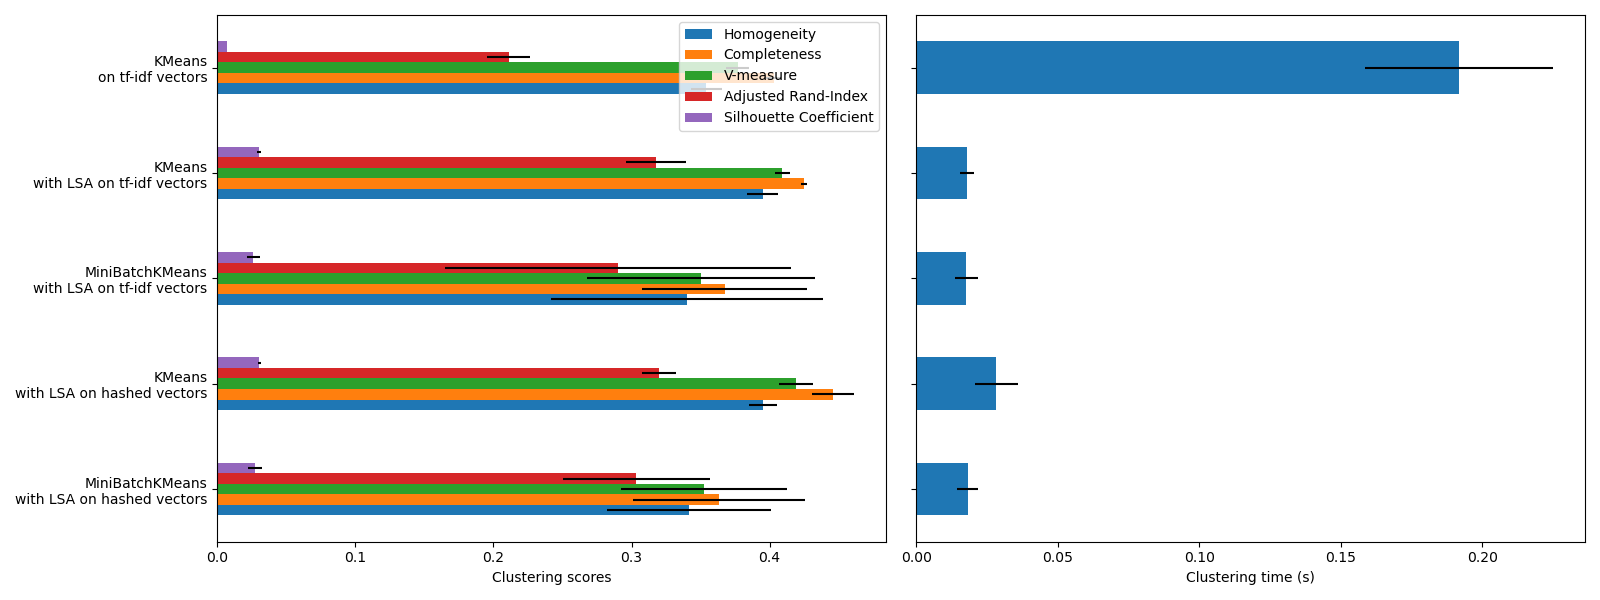 KMeans
on tf-idf vectors
KMeans
with LSA on tf-idf vectors
MiniBatchKMeans
with LSA on tf-idf vectors
KMeans
with LSA on hashed vectors
MiniBatchKMeans
with LSA on hashed vectors
Homogeneity
Completeness
V-measure
Adjusted Rand-Index
Silhouette Coefficient
0.0 0.1 0.2 0.3 0.4
Clustering scores
0.00 0.05 0.10 0.15 0.20
Clustering time (s)